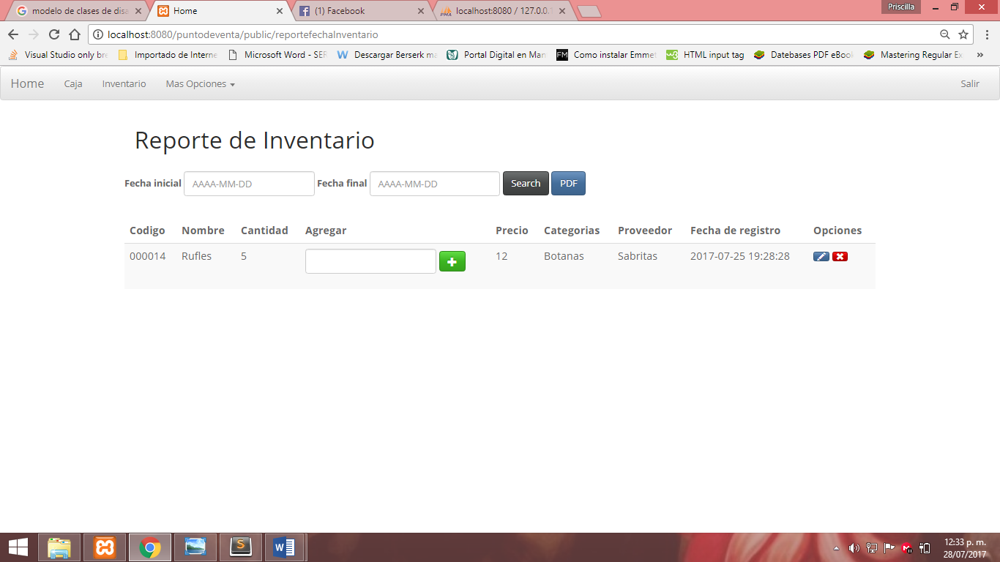 modelo de clases de dis
Home
(1) Facebook
localhost:8080 / 127.0.0.1
Priscilla
localhost:8080/puntodeventa/public/reportefechaInventario
Visual Studio only bre
Importado de Interne
Microsoft Word - SEP
Descargar Berserk ma
Portal Digital en Man
Como instalar Emmet
HTML input tag
Datebases PDF eBook
Mastering Regular Ex
»
Home Caja Inventario Mas Opciones Salir
Reporte de Inventario
Fecha inicial AAAA-MM-DD Fecha final AAAA-MM-DD Search PDF
Codigo Nombre Cantidad Agregar Precio Categorias Proveedor Fecha de registro Opciones
000014 Rufles 5 12 Botanas Sabritas 2017-07-25 19:28:28
12:33 p. m.
28/07/2017